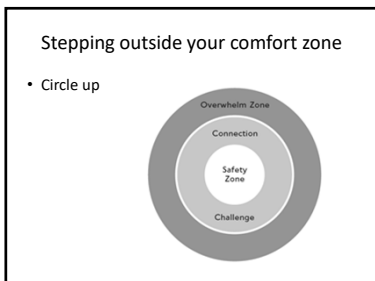 Stepping outside your comfort zone
• Circle up
Overwhelm Zone
Connection
Safety
Zone
Challenge